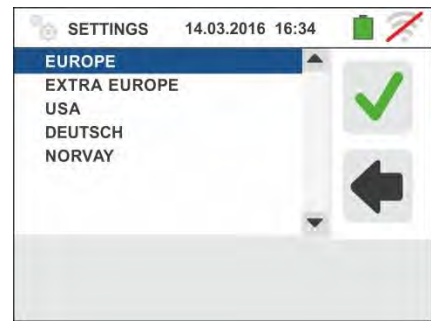 SETTINGS 14.03.2016 16:34
EUROPE
EXTRA EUROPE
USA
DEUTSCH
NORVAY